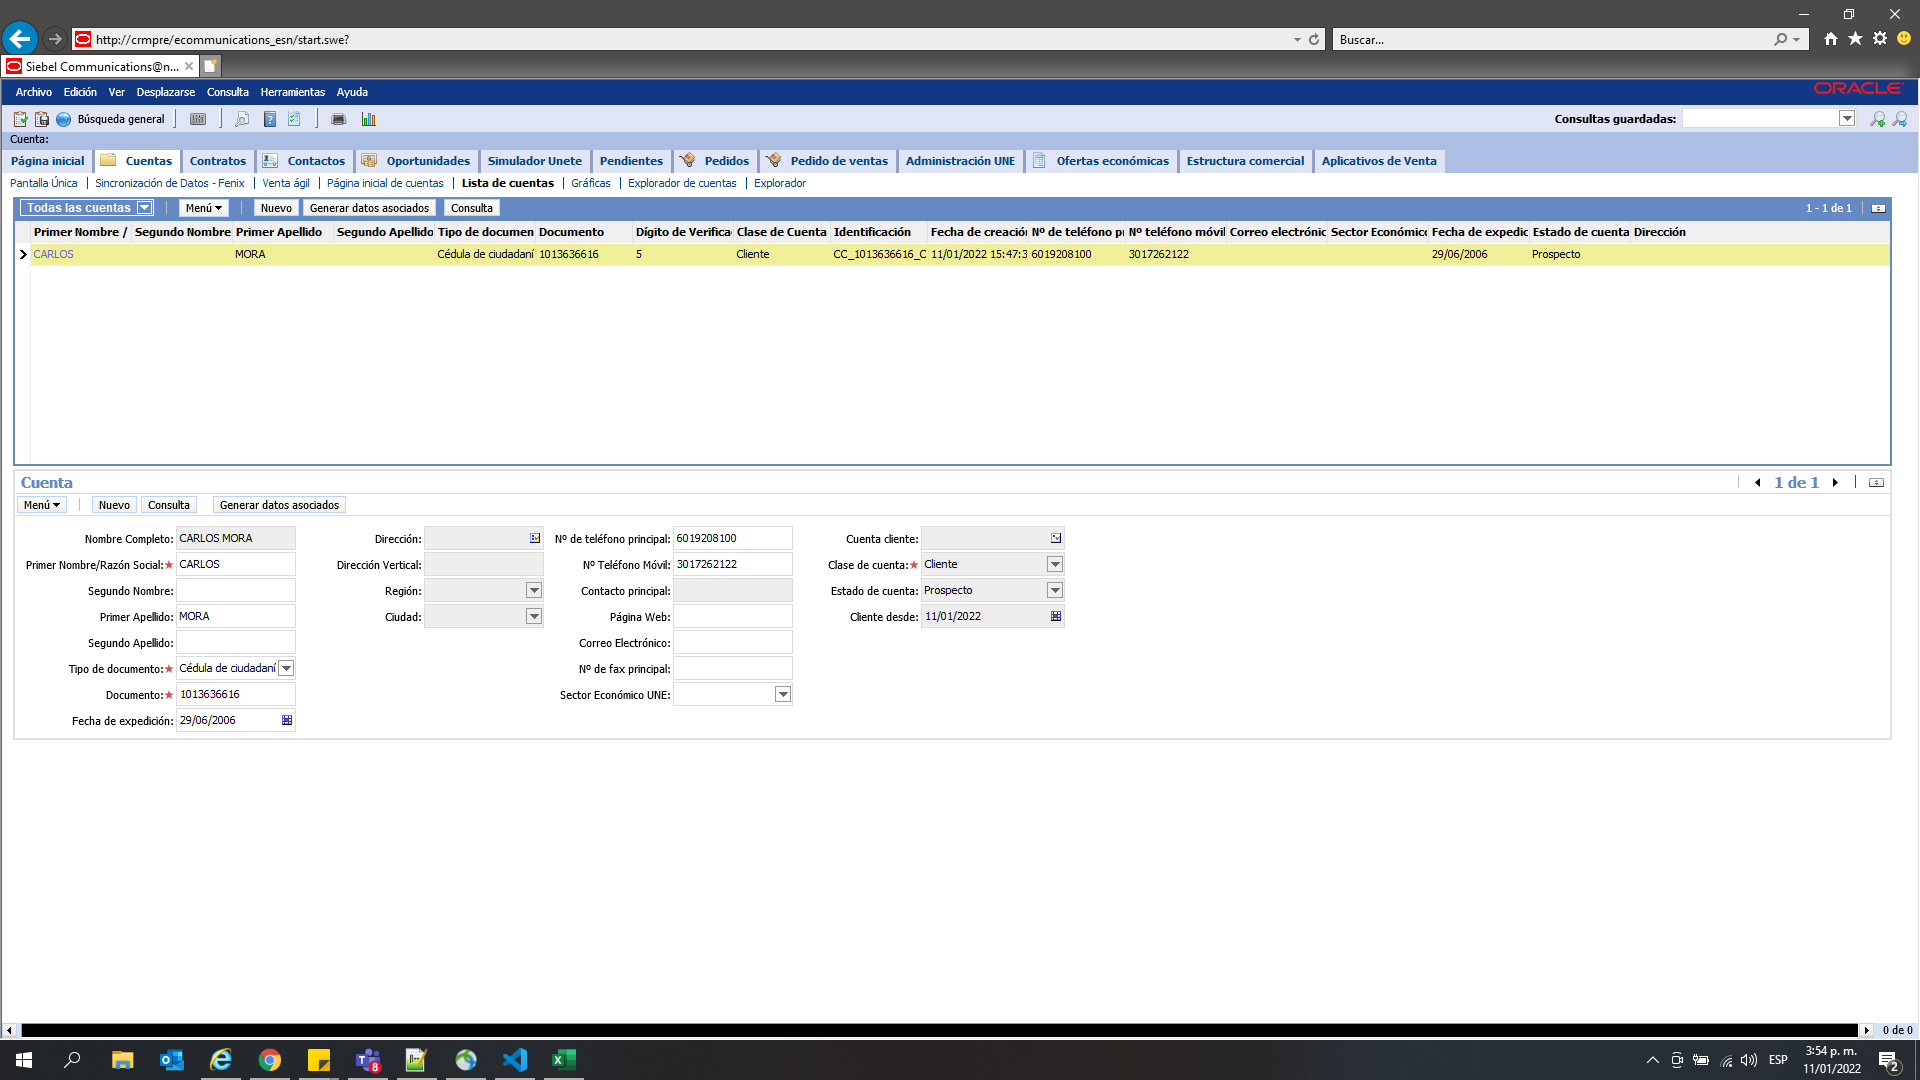 http://crmpre/ecommunications_esn/start.swe?
Buscar...
Siebel Communications@n...
Archivo Edición Ver Desplazarse Consulta Herramientas Ayuda
ORACLE
Búsqueda general
Consultas guardadas:
Cuenta:
Página inicial Cuentas Contratos Contactos Oportunidades Simulador Unete Pendientes Pedidos Pedido de ventas Administración UNE Ofertas económicas Estructura comercial Aplicativos de Venta
Pantalla Única Sincronización de Datos - Fenix Venta ágil Página inicial de cuentas Lista de cuentas Gráficas Explorador de cuentas Explorador
Todas las cuentas Menú Nuevo Generar datos asociados Consulta 1 - 1 de 1
Primer Nombre / Segundo Nombre Primer Apellido Segundo Apellido Tipo de documen Documento Dígito de Verifica Clase de Cuenta Identificación Fecha de creación Nº de teléfono pr Nº teléfono móvil Correo electrónic Sector Económico Fecha de expedic Estado de cuenta Dirección
CARLOS MORA Cédula de ciudadaní 1013636616 5 Cliente CC_1013636616_C 11/01/2022 15:47:3 6019208100 3017262122 29/06/2006 Prospecto
Cuenta
1 de 1
Menú Nuevo Consulta Generar datos asociados
Nombre Completo: CARLOS MORA Dirección: Nº de teléfono principal: 6019208100 Cuenta cliente:
Primer Nombre/Razón Social:★ CARLOS Dirección Vertical: Nº Teléfono Móvil: 3017262122 Clase de cuenta:★ Cliente
Segundo Nombre: Región: Contacto principal: Estado de cuenta: Prospecto
Primer Apellido: MORA Ciudad: Página Web: Cliente desde: 11/01/2022
Segundo Apellido: Correo Electrónico:
Tipo de documento:★ Cédula de ciudadaní Nº de fax principal:
Documento:★ 1013636616 Sector Económico UNE:
Fecha de expedición: 29/06/2006
0 de 0
8
ESP
3:54 p. m.
11/01/2022
2